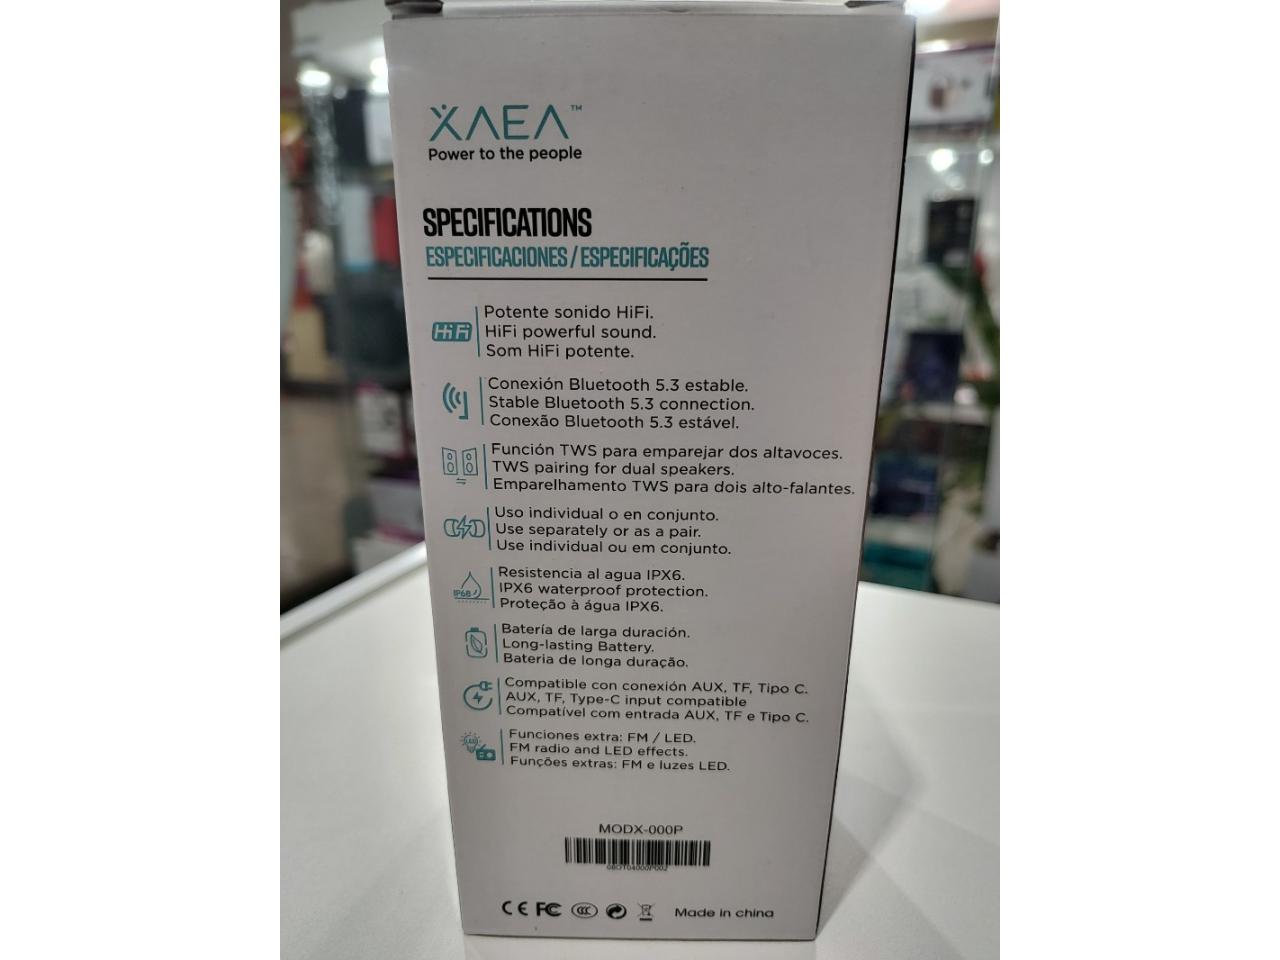 XAEA™
Power to the people
SPECIFICATIONS
ESPECIFICACIONES / ESPECIFICAÇÕES
HiFi
Potente sonido HiFi.
HiFi powerful sound.
Som HiFi potente.
Conexión Bluetooth 5.3 estable.
Stable Bluetooth 5.3 connection.
Conexão Bluetooth 5.3 estável.
Función TWS para emparejar dos altavoces.
TWS pairing for dual speakers.
Emparelhamento TWS para dois alto-falantes.
Uso individual o en conjunto.
Use separately or as a pair.
Use individual ou em conjunto.
IP68
Resistencia al agua IPX6.
IPX6 waterproof protection.
Proteção à água IPX6.
Batería de larga duración.
Long-lasting Battery.
Bateria de longa duração.
Compatible con conexión AUX, TF, Tipo C.
AUX, TF, Type-C input compatible
Compatível com entrada AUX, TF e Tipo C.
Funciones extra: FM / LED.
FM radio and LED effects.
Funções extras: FM e luzes LED.
MODX-000P
CE FC CCC Made in china